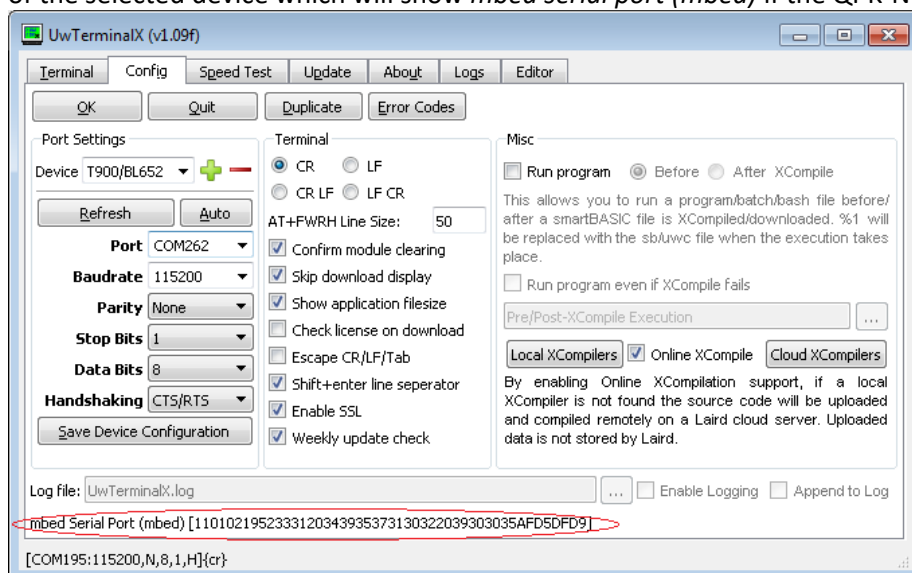 of the selected device which will show mbed serial port (mbed) if the QFR-N
UwTerminalX (v1.09f)
Terminal Config Speed Test Update About Logs Editor
OK Quit Duplicate Error Codes
Port Settings
Device T900/BL652
Refresh Auto
Port COM262
Baudrate 115200
Parity None
Stop Bits 1
Data Bits 8
Handshaking CTS/RTS
Save Device Configuration
Terminal
CR LF
CR LF LF CR
AT+FWRH Line Size: 50
Confirm module clearing
Skip download display
Show application filesize
Check license on download
Escape CR/LF/Tab
Shift+enter line seperator
Enable SSL
Weekly update check
Misc
Run program Before After XCompile
This allows you to run a program/batch/bash file before/
after a smartBASIC file is XCompiled/downloaded. %1 will
be replaced with the sb/uwc file when the execution takes
place.
Run program even if XCompile fails
Pre/Post-XCompile Execution ...
Local XCompilers Online XCompile Cloud XCompilers
By enabling Online XCompilation support, if a local
XCompiler is not found the source code will be uploaded
and compiled remotely on a Laird cloud server. Uploaded
data is not stored by Laird.
Log file: UwTerminalX.log ... Enable Logging Append to Log
mbed Serial Port (mbed) [1101021952333120343935373130322039303035AFD5DFD9]
[COM195:115200,N,8,1,H]{cr}